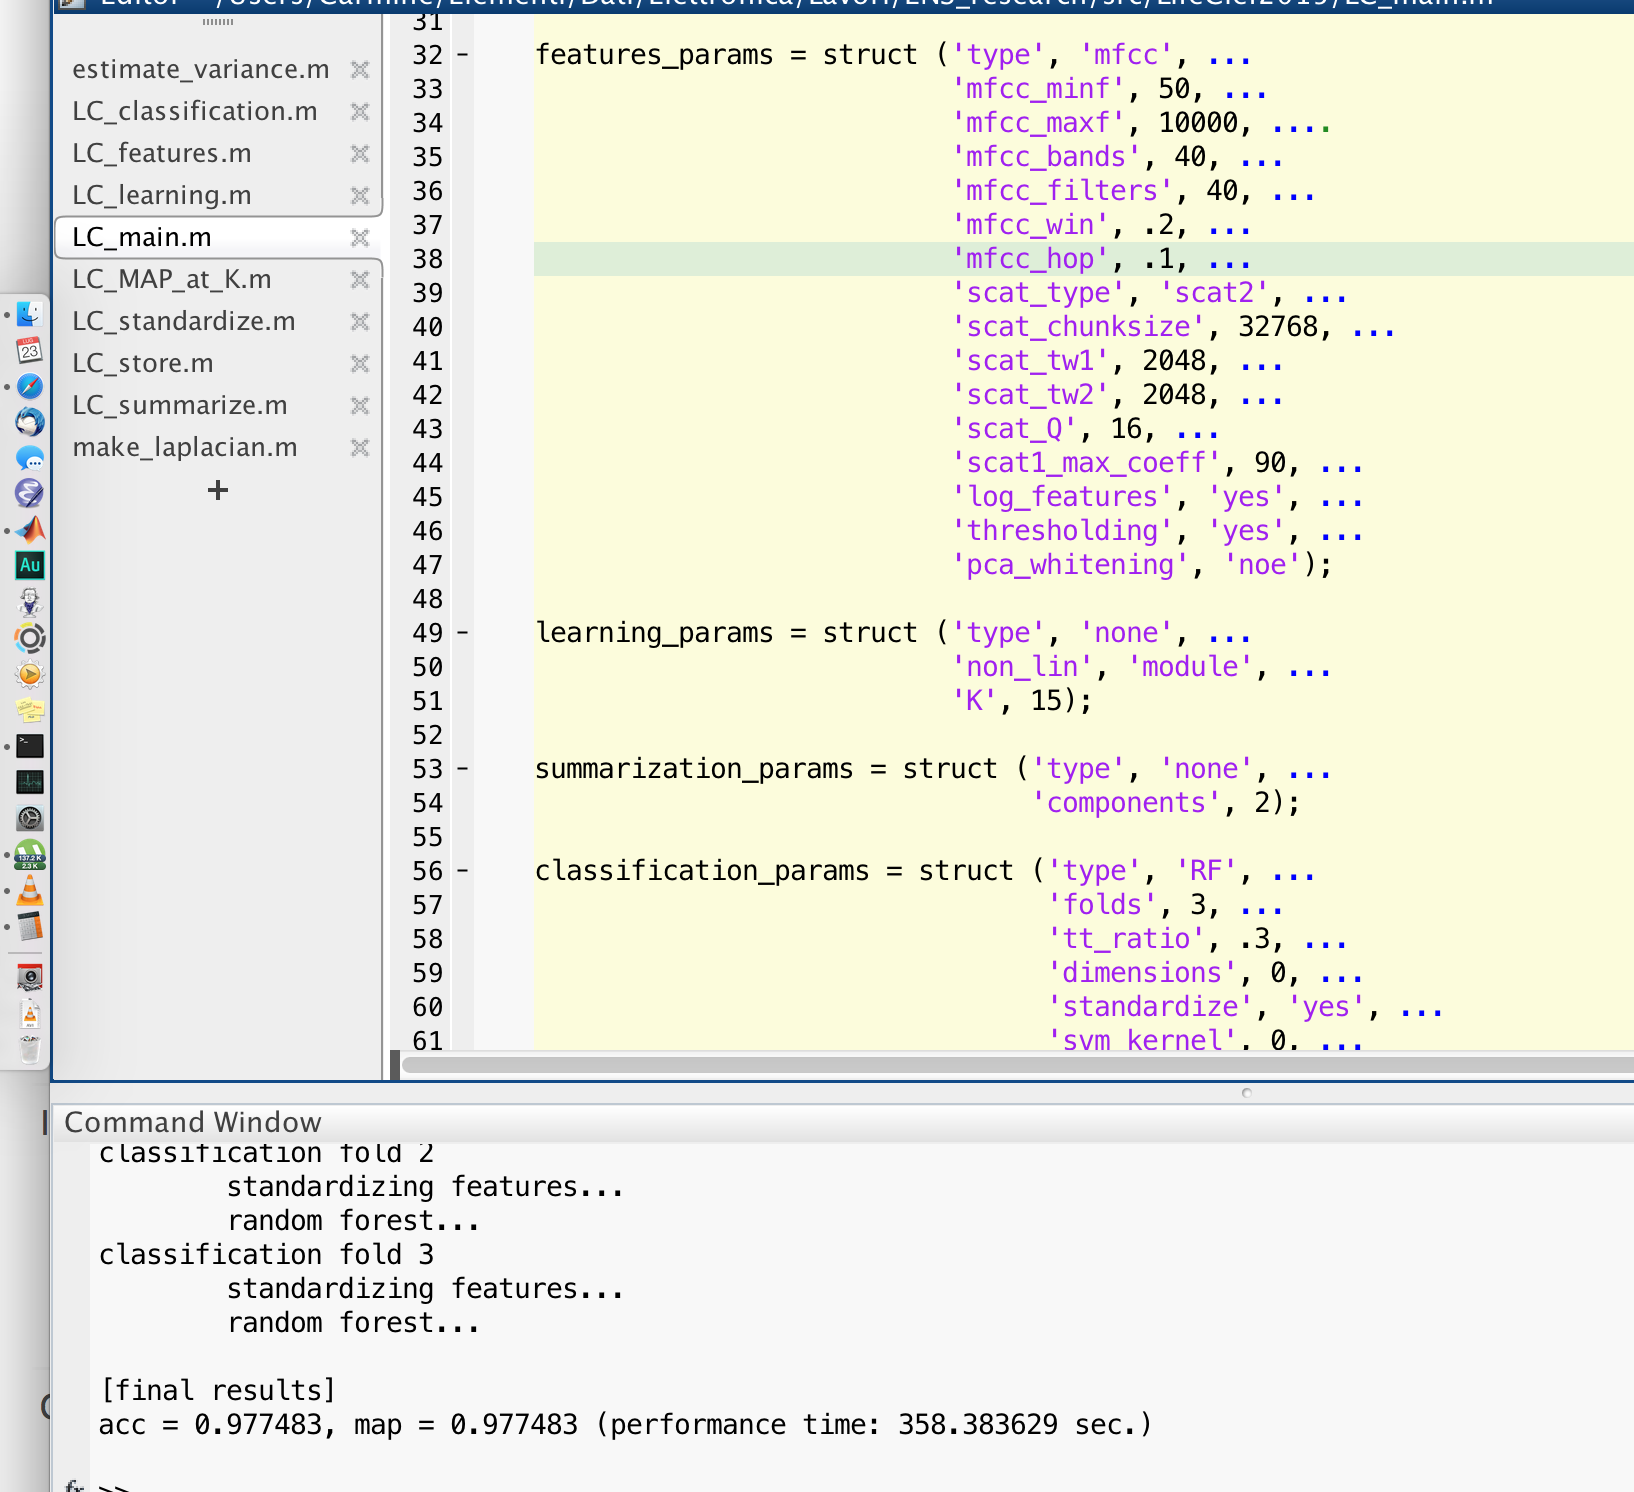 Editor - /Users/Carmine/Elementi/Dati/Elettronica/Lavori/ENS_research/src/LifeClef2015/LC_main.m
estimate_variance.m
LC_classification.m
LC_features.m
LC_learning.m
LC_main.m
LC_MAP_at_K.m
LC_standardize.m
LC_store.m
LC_summarize.m
make_laplacian.m
+
23
Au
137.2 K
2.3 K
31
32 - features_params = struct ('type', 'mfcc', ...
33 'mfcc_minf', 50, ...
34 'mfcc_maxf', 10000, ....
35 'mfcc_bands', 40, ...
36 'mfcc_filters', 40, ...
37 'mfcc_win', .2, ...
38 'mfcc_hop', .1, ...
39 'scat_type', 'scat2', ...
40 'scat_chunksize', 32768, ...
41 'scat_tw1', 2048, ...
42 'scat_tw2', 2048, ...
43 'scat_Q', 16, ...
44 'scat1_max_coeff', 90, ...
45 'log_features', 'yes', ...
46 'thresholding', 'yes', ...
47 'pca_whitening', 'noe');
48
49 - learning_params = struct ('type', 'none', ...
50 'non_lin', 'module', ...
51 'K', 15);
52
53 - summarization_params = struct ('type', 'none', ...
54 'components', 2);
55
56 - classification_params = struct ('type', 'RF', ...
57 'folds', 3, ...
58 'tt_ratio', .3, ...
59 'dimensions', 0, ...
60 'standardize', 'yes', ...
61 'svm_kernel', 0, ...
Command Window
classification fold 2
standardizing features...
random forest...
classification fold 3
standardizing features...
random forest...
[final results]
acc = 0.977483, map = 0.977483 (performance time: 358.383629 sec.)
fx >>